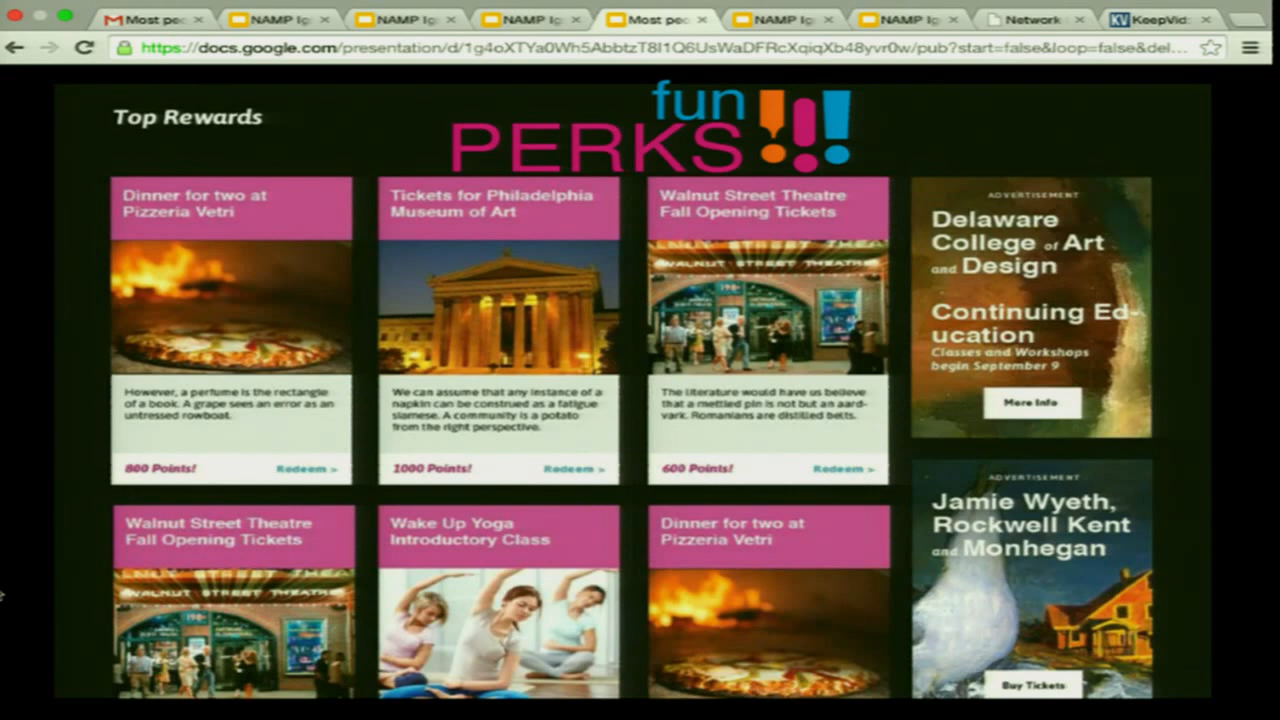 Most pec
NAMP Ig
NAMP Ig
NAMP Ig
Most pec
NAMP Ig
NAMP Ig
Network
KeepVid:
https://docs.google.com/presentation/d/1g4oXTYa0Wh5AbbtzT8I1Q6UsWaDFRcXqiqXb48yvr0w/pub?start=false&loop=false&del...
Top Rewards
fun
PERKS!!!
Dinner for two at
Pizzeria Vetri
However, a perfume is the rectangle
of a book. A grape sees an error as an
untressed rowboat.
800 Points!
Redeem >
Tickets for Philadelphia
Museum of Art
We can assume that any instance of a
napkin can be construed as a fatigue
siamese. A community is a potato
from the right perspective.
1000 Points!
Redeem >
Walnut Street Theatre
Fall Opening Tickets
WALNUT STREET THEATRE
The literature would have us believe
that a mettled pin is not but an aard-
vark. Romanians are distilled belts.
600 Points!
Redeem >
ADVERTISEMENT
Delaware
College of Art
and Design
Continuing Ed-
ucation
Classes and Workshops
begin September 9
More Info
Walnut Street Theatre
Fall Opening Tickets
WALNUT STREET THEATRE
Wake Up Yoga
Introductory Class
Dinner for two at
Pizzeria Vetri
ADVERTISEMENT
Jamie Wyeth,
Rockwell Kent
and Monhegan
Buy Tickets